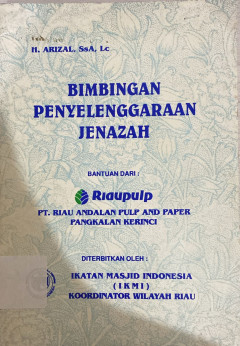 H. ARIZAL, SsA, Lc
BIMBINGAN
PENYELENGGARAAN
JENAZAH
BANTUAN DARI :
Riaupulp
PT. RIAU ANDALAN PULP AND PAPER
PANGKALAN KERINCI
DITERBITKAN OLEH :
IKATAN MASJID INDONESIA
( I K M I )
KOORDINATOR WILAYAH RIAU